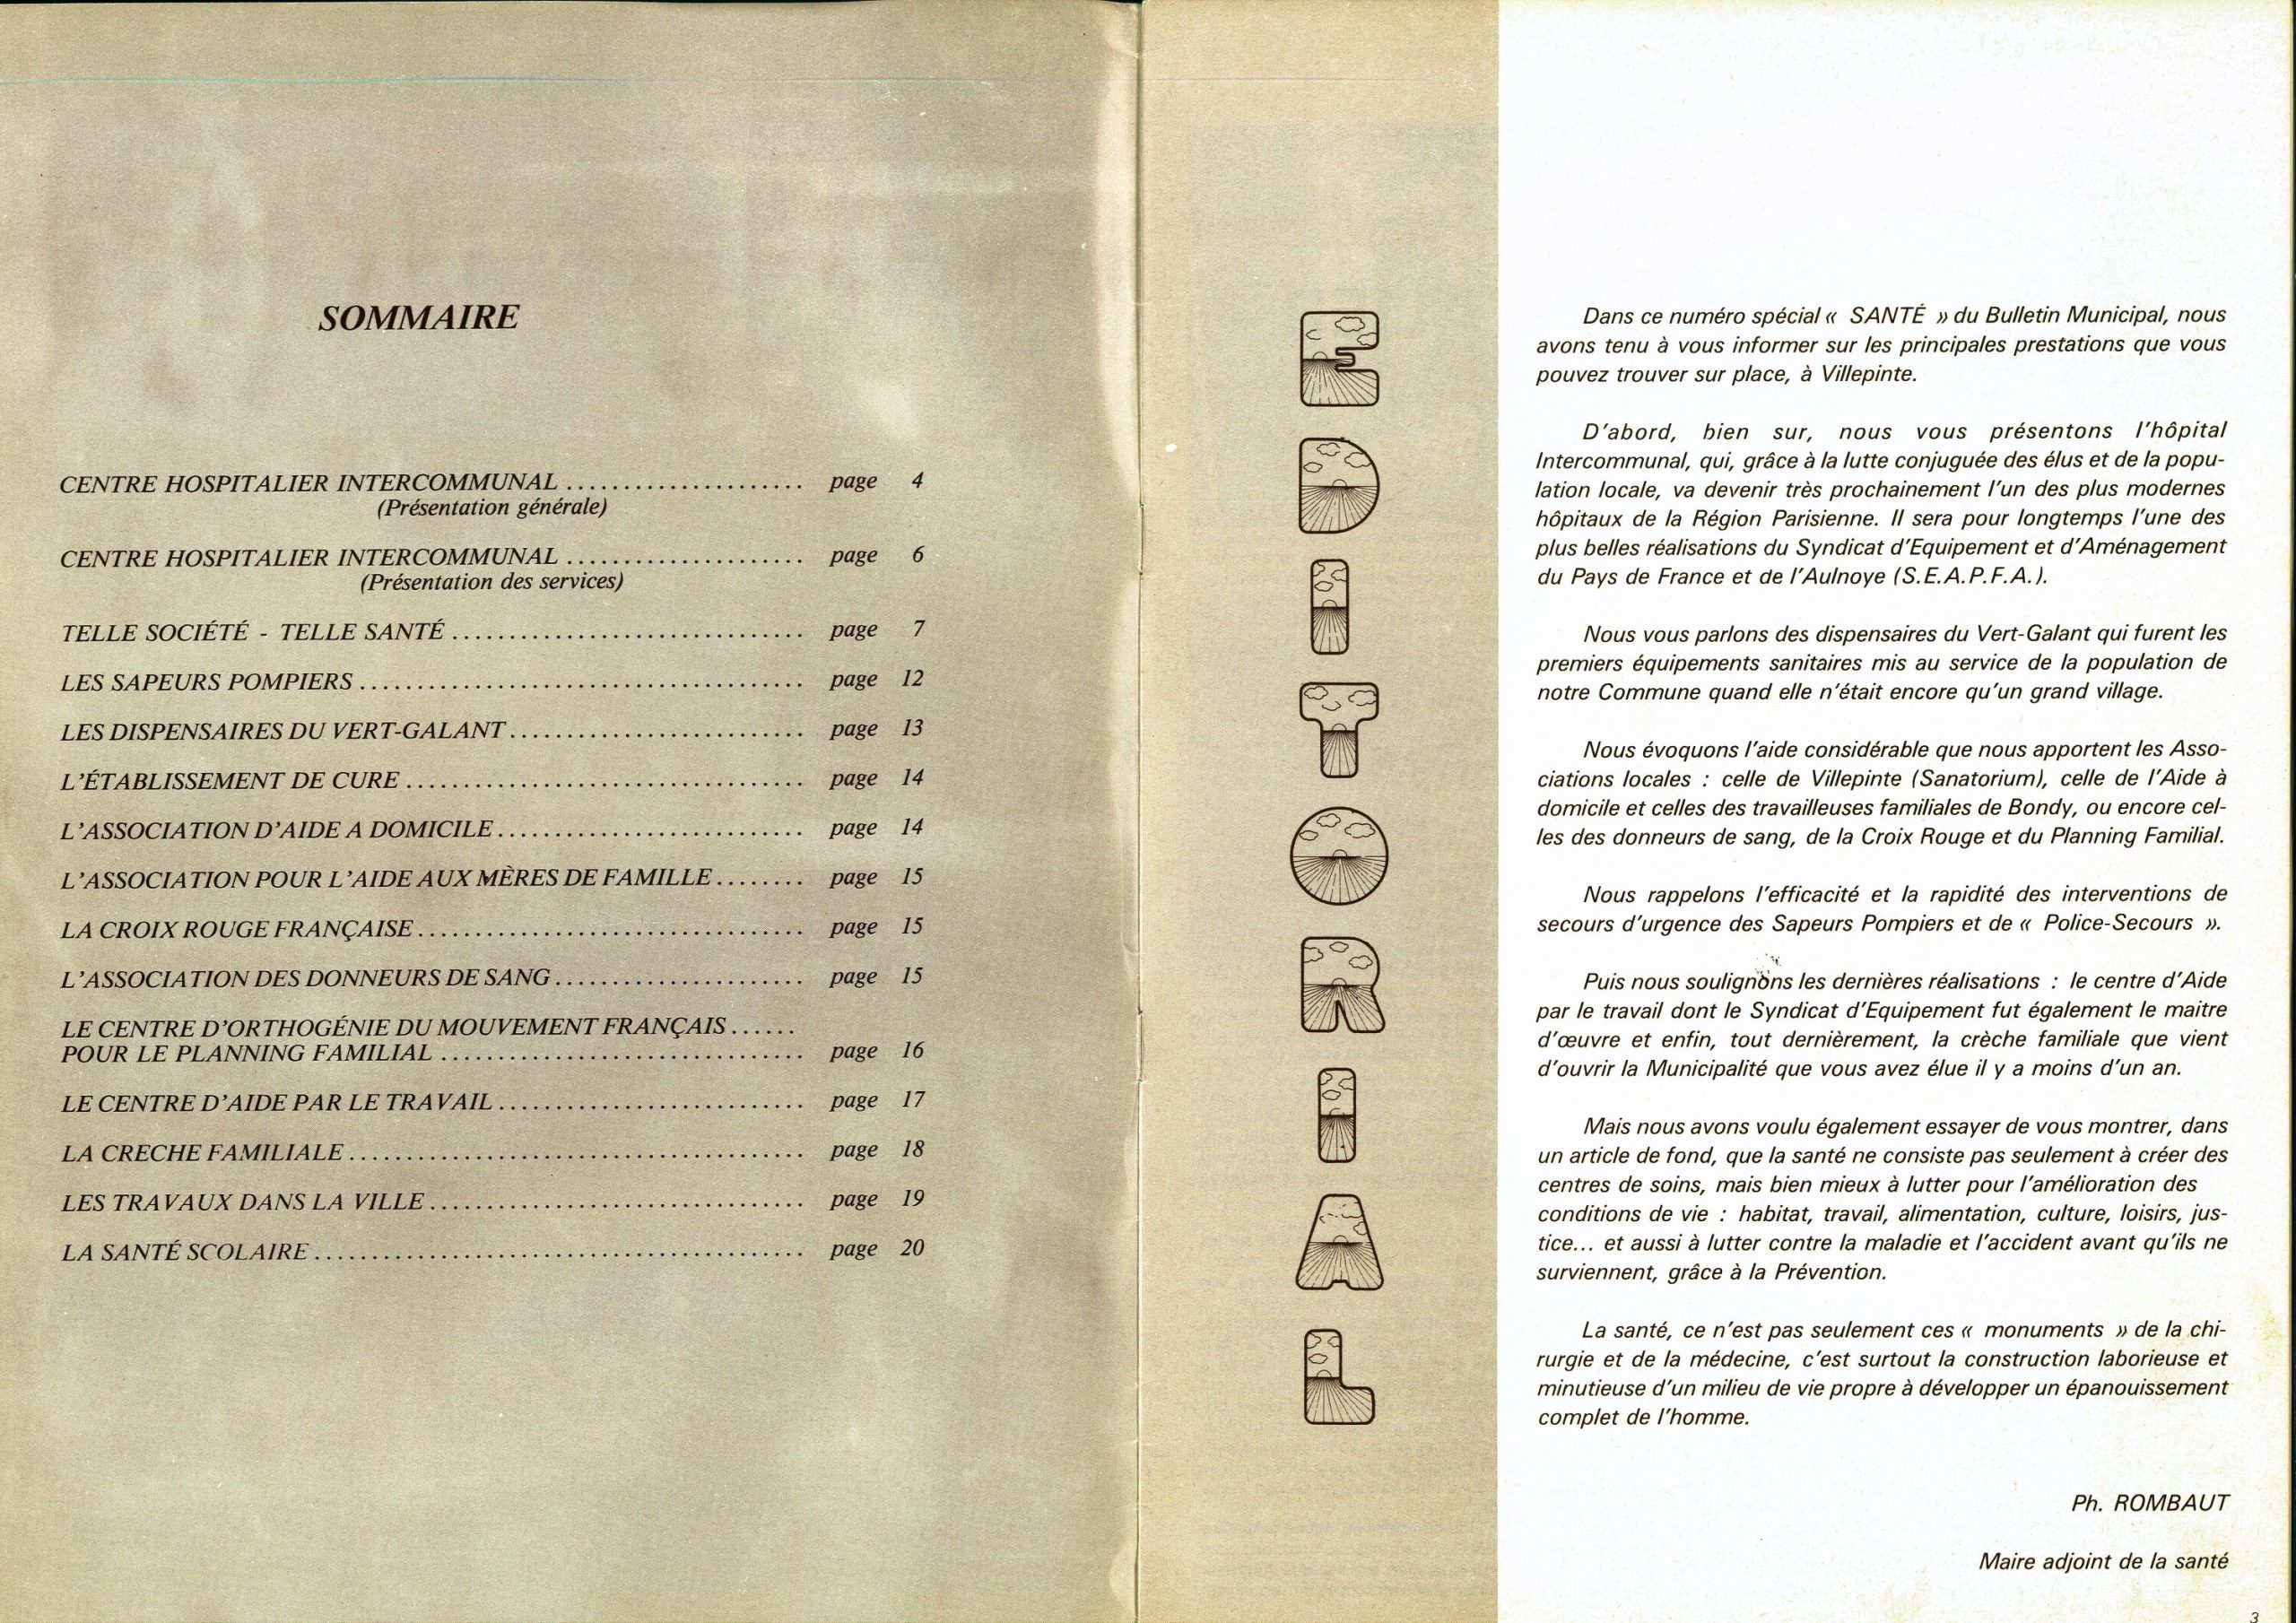 SOMMAIRE
CENTRE HOSPITALIER INTERCOMMUNAL ...................... page 4
(Présentation générale)
CENTRE HOSPITALIER INTERCOMMUNAL ...................... page 6
(Présentation des services)
TELLE SOCIÉTÉ - TELLE SANTÉ ................................ page 7
LES SAPEURS POMPIERS ........................................ page 12
LES DISPENSAIRES DU VERT-GALANT .......................... page 13
L'ÉTABLISSEMENT DE CURE .................................... page 14
L'ASSOCIATION D'AIDE A DOMICILE ........................... page 14
L'ASSOCIATION POUR L'AIDE AUX MÈRES DE FAMILLE ........ page 15
LA CROIX ROUGE FRANÇAISE .................................. page 15
L'ASSOCIATION DES DONNEURS DE SANG ...................... page 15
LE CENTRE D'ORTHOGÉNIE DU MOUVEMENT FRANÇAIS ......
POUR LE PLANNING FAMILIAL ................................ page 16
LE CENTRE D'AIDE PAR LE TRAVAIL ........................... page 17
LA CRECHE FAMILIALE ......................................... page 18
LES TRAVAUX DANS LA VILLE ................................. page 19
LA SANTÉ SCOLAIRE ........................................... page 20
EDITORIAL
Dans ce numéro spécial « SANTÉ » du Bulletin Municipal, nous
avons tenu à vous informer sur les principales prestations que vous
pouvez trouver sur place, à Villepinte.
D'abord, bien sur, nous vous présentons l'hôpital
Intercommunal, qui, grâce à la lutte conjuguée des élus et de la popu-
lation locale, va devenir très prochainement l'un des plus modernes
hôpitaux de la Région Parisienne. Il sera pour longtemps l'une des
plus belles réalisations du Syndicat d'Equipement et d'Aménagement
du Pays de France et de l'Aulnoye (S.E.A.P.F.A.).
Nous vous parlons des dispensaires du Vert-Galant qui furent les
premiers équipements sanitaires mis au service de la population de
notre Commune quand elle n'était encore qu'un grand village.
Nous évoquons l'aide considérable que nous apportent les Asso-
ciations locales : celle de Villepinte (Sanatorium), celle de l'Aide à
domicile et celles des travailleuses familiales de Bondy, ou encore cel-
les des donneurs de sang, de la Croix Rouge et du Planning Familial.
Nous rappelons l'efficacité et la rapidité des interventions de
secours d'urgence des Sapeurs Pompiers et de « Police-Secours ».
Puis nous soulignons les dernières réalisations : le centre d'Aide
par le travail dont le Syndicat d'Equipement fut également le maitre
d'œuvre et enfin, tout dernièrement, la crèche familiale que vient
d'ouvrir la Municipalité que vous avez élue il y a moins d'un an.
Mais nous avons voulu également essayer de vous montrer, dans
un article de fond, que la santé ne consiste pas seulement à créer des
centres de soins, mais bien mieux à lutter pour l'amélioration des
conditions de vie : habitat, travail, alimentation, culture, loisirs, jus-
tice... et aussi à lutter contre la maladie et l'accident avant qu'ils ne
surviennent, grâce à la Prévention.
La santé, ce n'est pas seulement ces « monuments » de la chi-
rurgie et de la médecine, c'est surtout la construction laborieuse et
minutieuse d'un milieu de vie propre à développer un épanouissement
complet de l'homme.
Ph. ROMBAUT
Maire adjoint de la santé
3